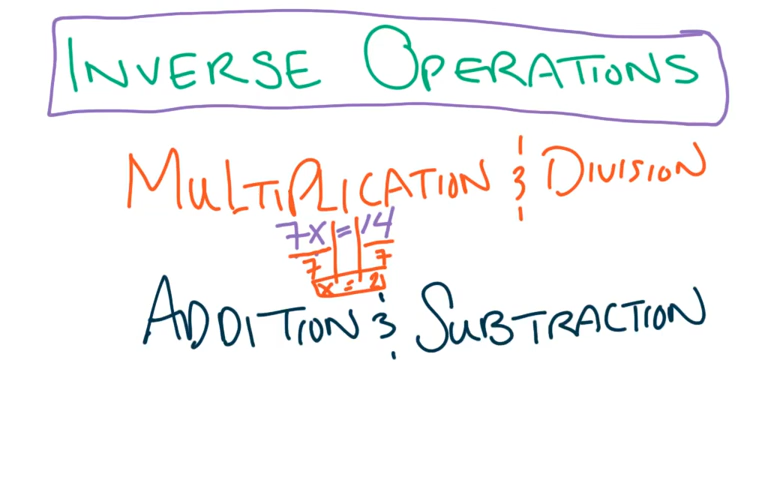 INVERSE OPERATIONS
MULTIPLICATION & DIVISION
7x = 14
7 7
x = 2
ADDITION & SUBTRACTION